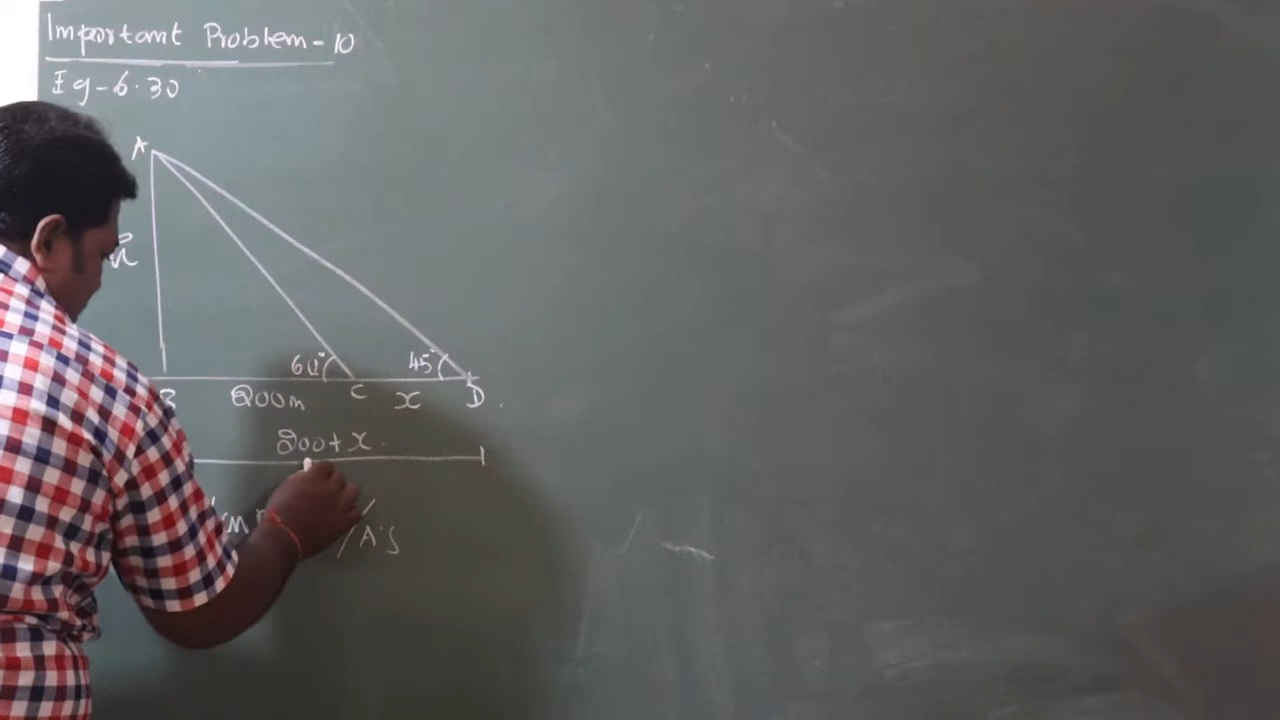 Important Problem - 10
Eg - 6.30
A
h
60° 45°
B 200m C x D
200 + x